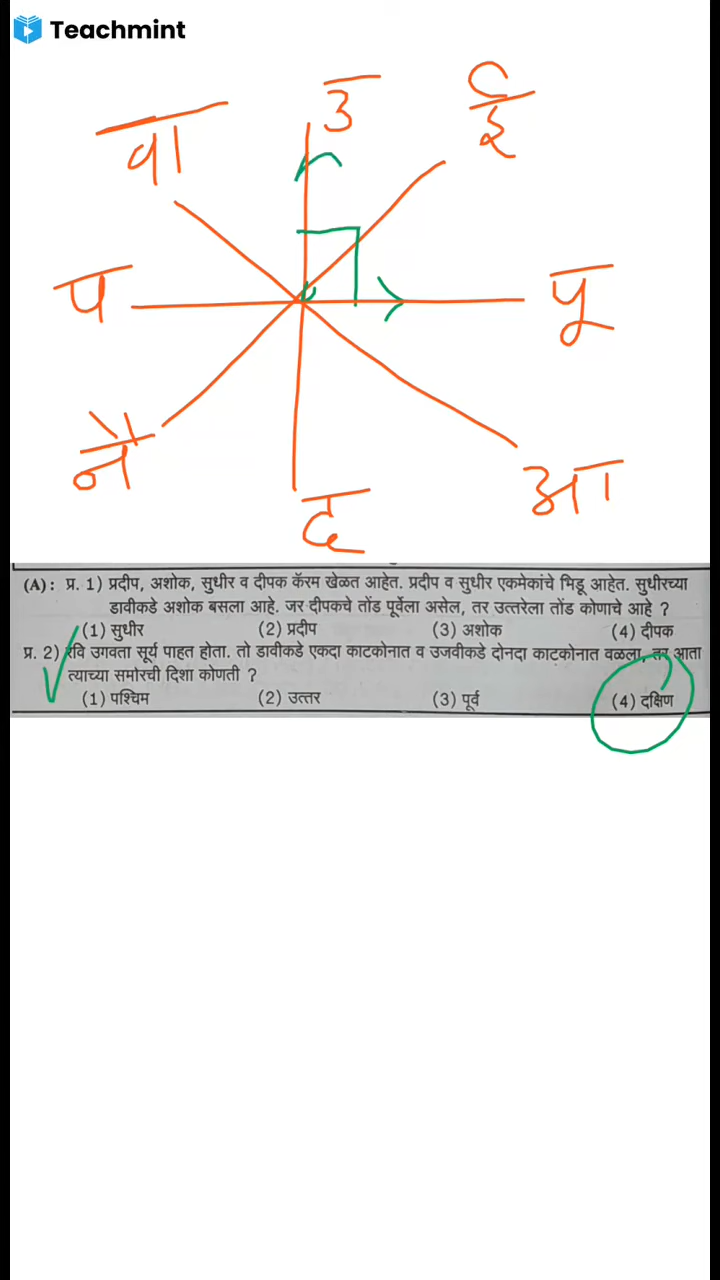 Teachmint
वा
उ
ई
प
पू
नै
द
आ
(A) : प्र. 1) प्रदीप, अशोक, सुधीर व दीपक कॅरम खेळत आहेत. प्रदीप व सुधीर एकमेकांचे भिडू आहेत. सुधीरच्या
डावीकडे अशोक बसला आहे. जर दीपकचे तोंड पूर्वेला असेल, तर उत्तरेला तोंड कोणाचे आहे ?
(1) सुधीर (2) प्रदीप (3) अशोक (4) दीपक
प्र. 2) रवि उगवता सूर्य पाहत होता. तो डावीकडे एकदा काटकोनात व उजवीकडे दोनदा काटकोनात वळला, तर आता
त्याच्या समोरची दिशा कोणती ?
(1) पश्चिम (2) उत्तर (3) पूर्व (4) दक्षिण